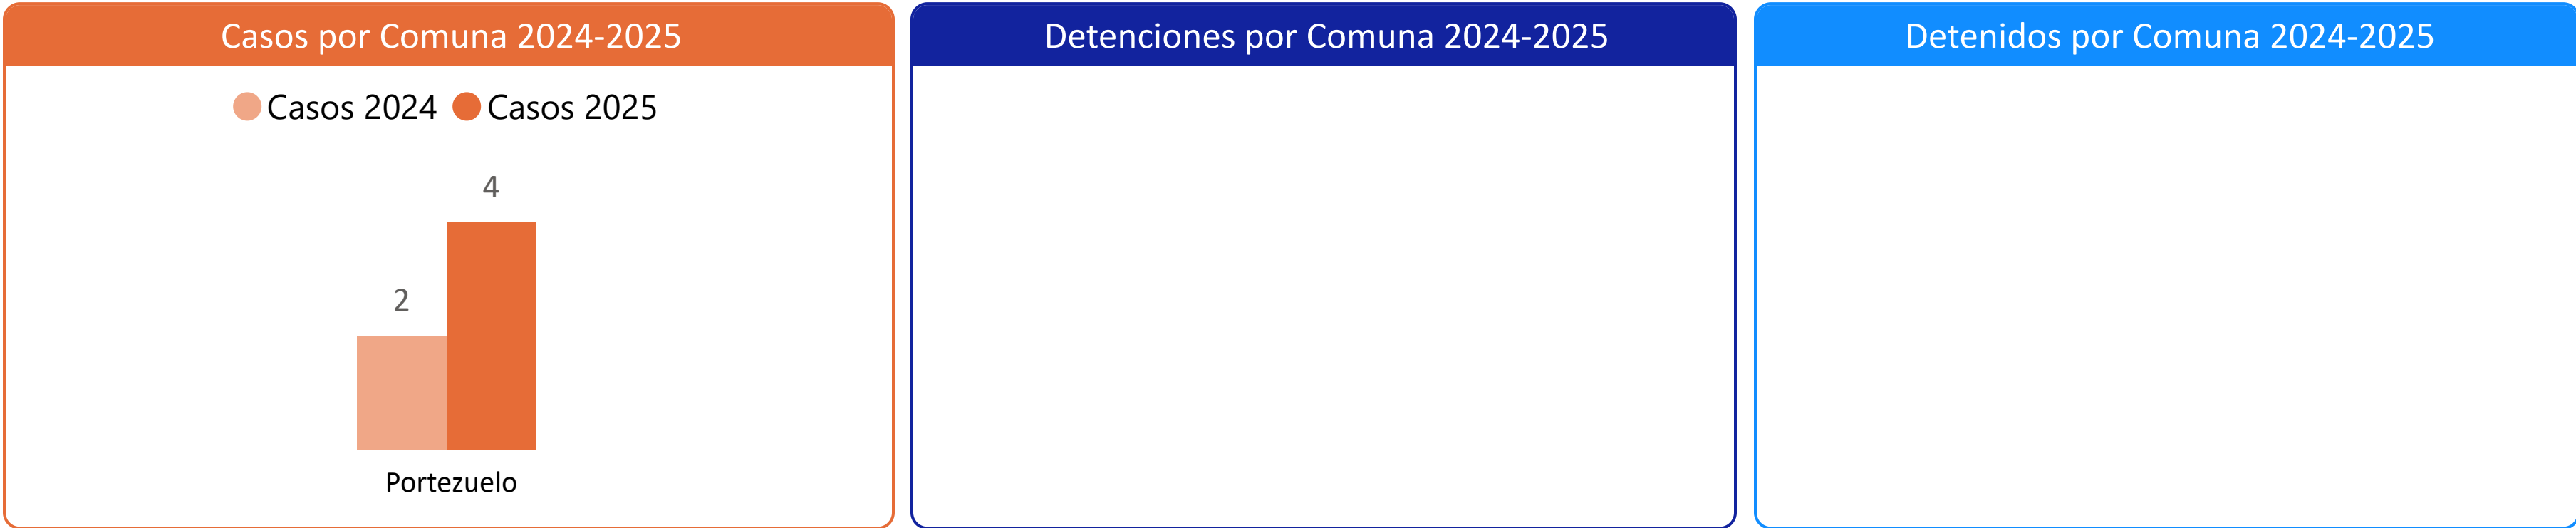 Casos por Comuna 2024-2025
Casos 2024 Casos 2025
4
2
Portezuelo
Detenciones por Comuna 2024-2025
Detenidos por Comuna 2024-2025